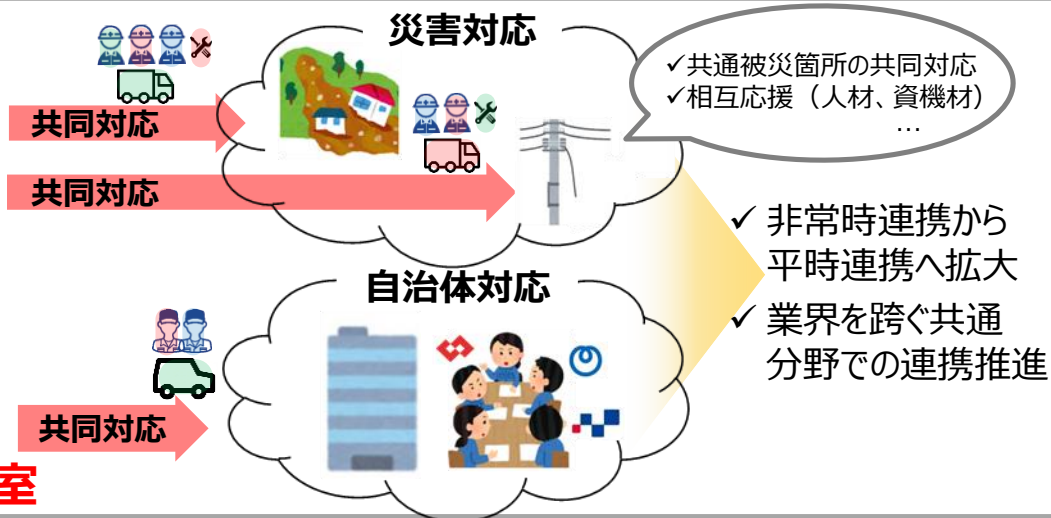 災害対応
✓共通被災箇所の共同対応
✓相互応援（人材、資機材）
…
共同対応
共同対応
✓ 非常時連携から
平時連携へ拡大
✓ 業界を跨ぐ共通
分野での連携推進
自治体対応
共同対応
室